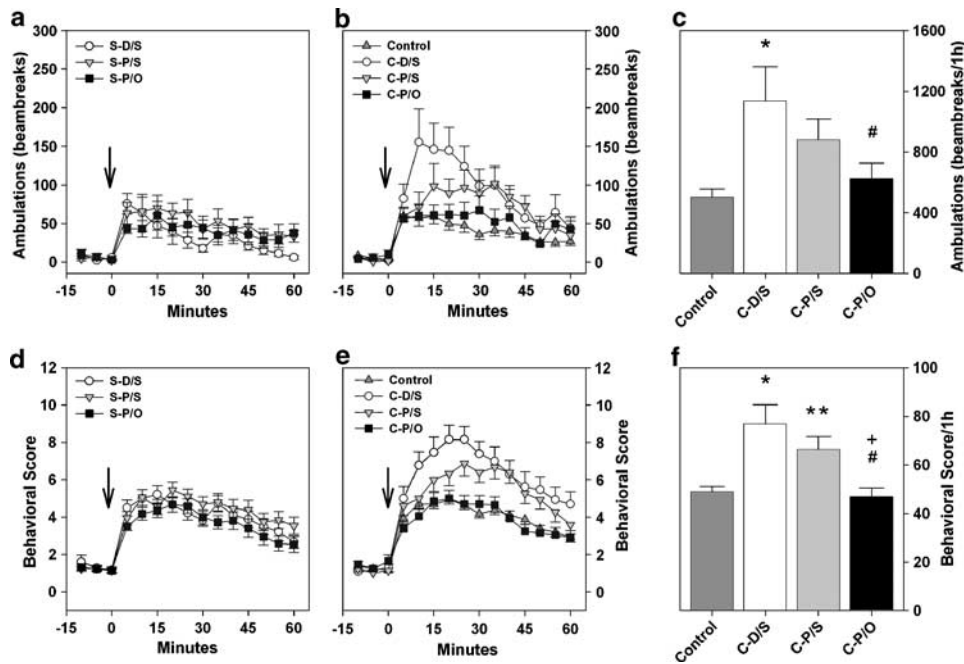 a
300
250
200
150
100
50
0
Ambulations (beambreaks)
S-D/S
S-P/S
S-P/O
-15 0 15 30 45 60
Minutes
b
Control
C-D/S
C-P/S
C-P/O
300
250
200
150
100
50
0
Ambulations (beambreaks)
-15 0 15 30 45 60
Minutes
c
*
#
1600
1200
800
400
0
Ambulations (beambreaks/1h)
Control
C-D/S
C-P/S
C-P/O
d
12
10
8
6
4
2
0
Behavioral Score
S-D/S
S-P/S
S-P/O
-15 0 15 30 45 60
Minutes
e
Control
C-D/S
C-P/S
C-P/O
12
10
8
6
4
2
0
Behavioral Score
-15 0 15 30 45 60
Minutes
f
*
**
+
#
100
80
60
40
20
0
Behavioral Score/1h
Control
C-D/S
C-P/S
C-P/O